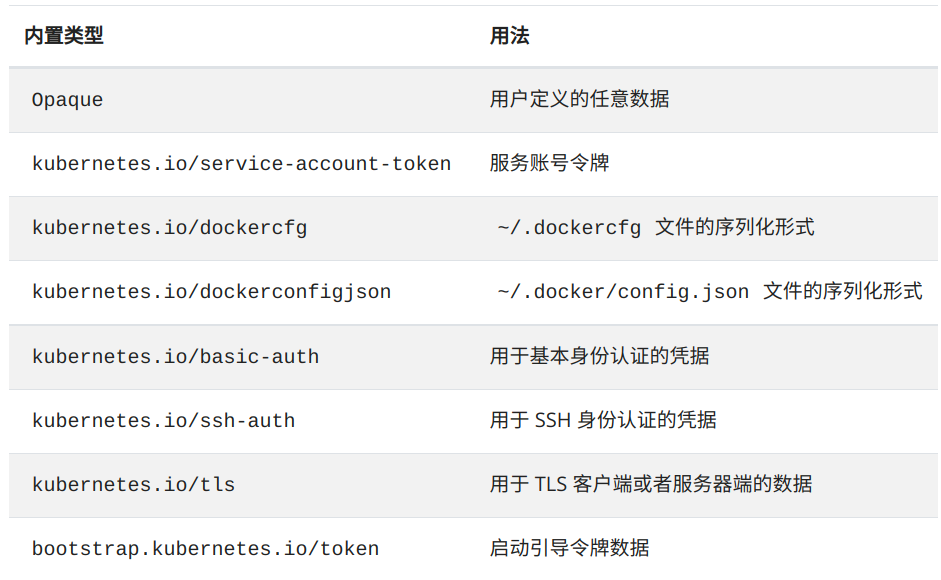 内置类型 用法
Opaque 用户定义的任意数据
kubernetes.io/service-account-token 服务账号令牌
kubernetes.io/dockercfg ~/.dockercfg 文件的序列化形式
kubernetes.io/dockerconfigjson ~/.docker/config.json 文件的序列化形式
kubernetes.io/basic-auth 用于基本身份认证的凭据
kubernetes.io/ssh-auth 用于 SSH 身份认证的凭据
kubernetes.io/tls 用于 TLS 客户端或者服务器端的数据
bootstrap.kubernetes.io/token 启动引导令牌数据